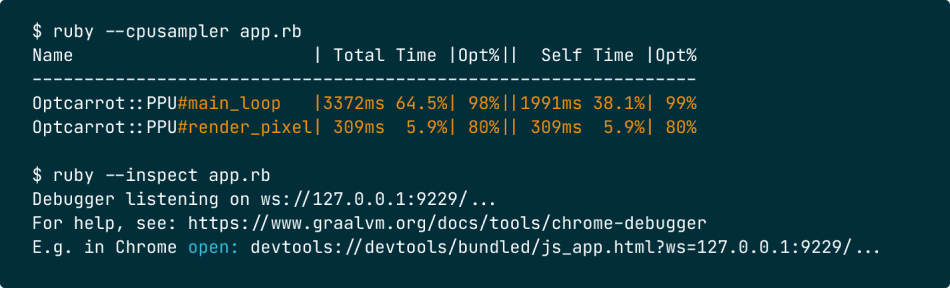 $ ruby --cpusampler app.rb
Name                     | Total Time |Opt%||  Self Time |Opt%
--------------------------------------------------------------
Optcarrot::PPU#main_loop   |3372ms 64.5%| 98%||1991ms 38.1%| 99%
Optcarrot::PPU#render_pixel| 309ms  5.9%| 80%|| 309ms  5.9%| 80%
$ ruby --inspect app.rb
Debugger listening on ws://127.0.0.1:9229/...
For help, see: https://www.graalvm.org/docs/tools/chrome-debugger
E.g. in Chrome open: devtools://devtools/bundled/js_app.html?ws=127.0.0.1:9229/...